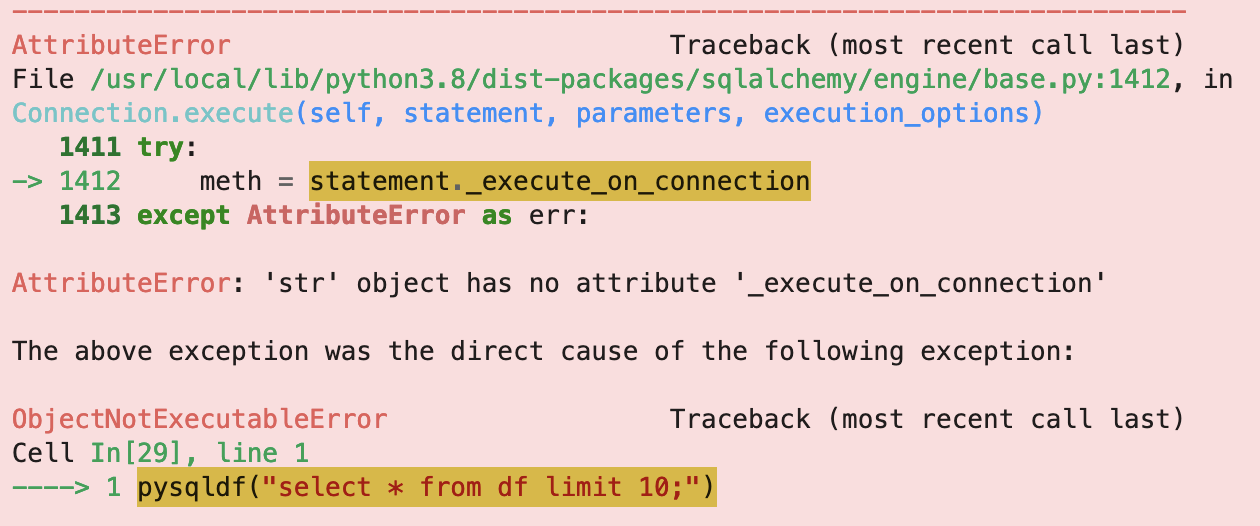 ---------------------------------------------------------------------------
AttributeError                            Traceback (most recent call last)
File /usr/local/lib/python3.8/dist-packages/sqlalchemy/engine/base.py:1412, in
Connection.execute(self, statement, parameters, execution_options)
   1411 try:
-> 1412     meth = statement._execute_on_connection
   1413 except AttributeError as err:
AttributeError: 'str' object has no attribute '_execute_on_connection'
The above exception was the direct cause of the following exception:
ObjectNotExecutableError                  Traceback (most recent call last)
Cell In[29], line 1
----> 1 pysqldf("select * from df limit 10;")